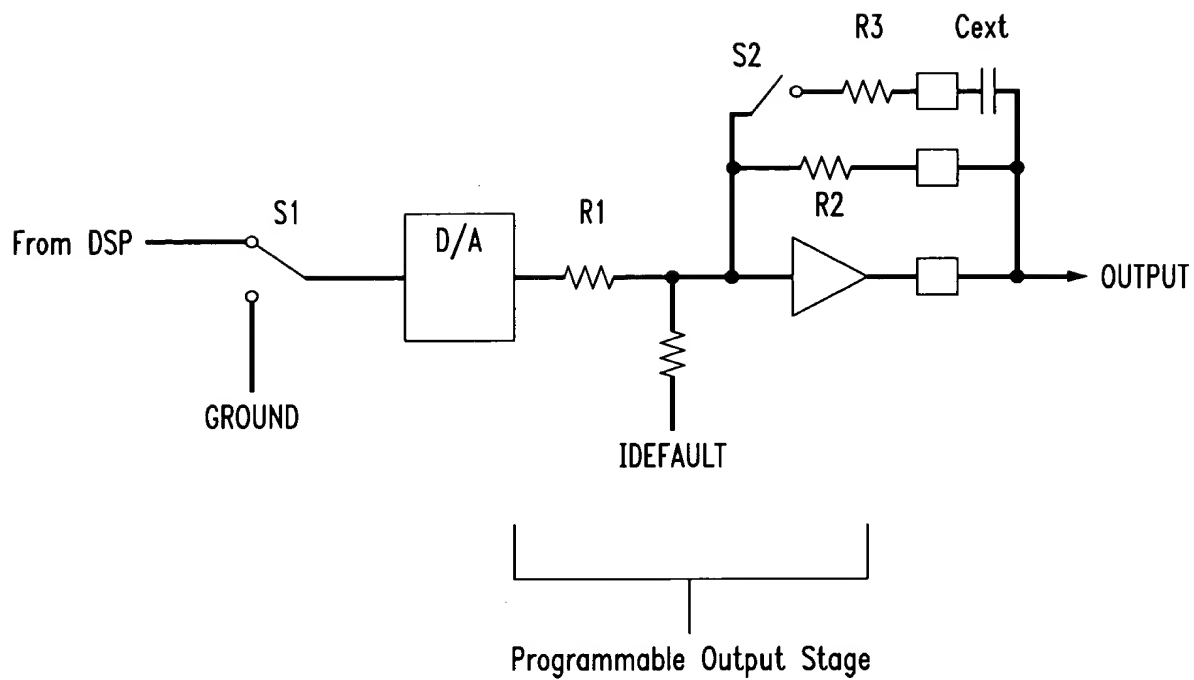 R3
Cext
S2
S1
R1
R2
From DSP
D/A
OUTPUT
GROUND
IDEFAULT
Programmable Output Stage